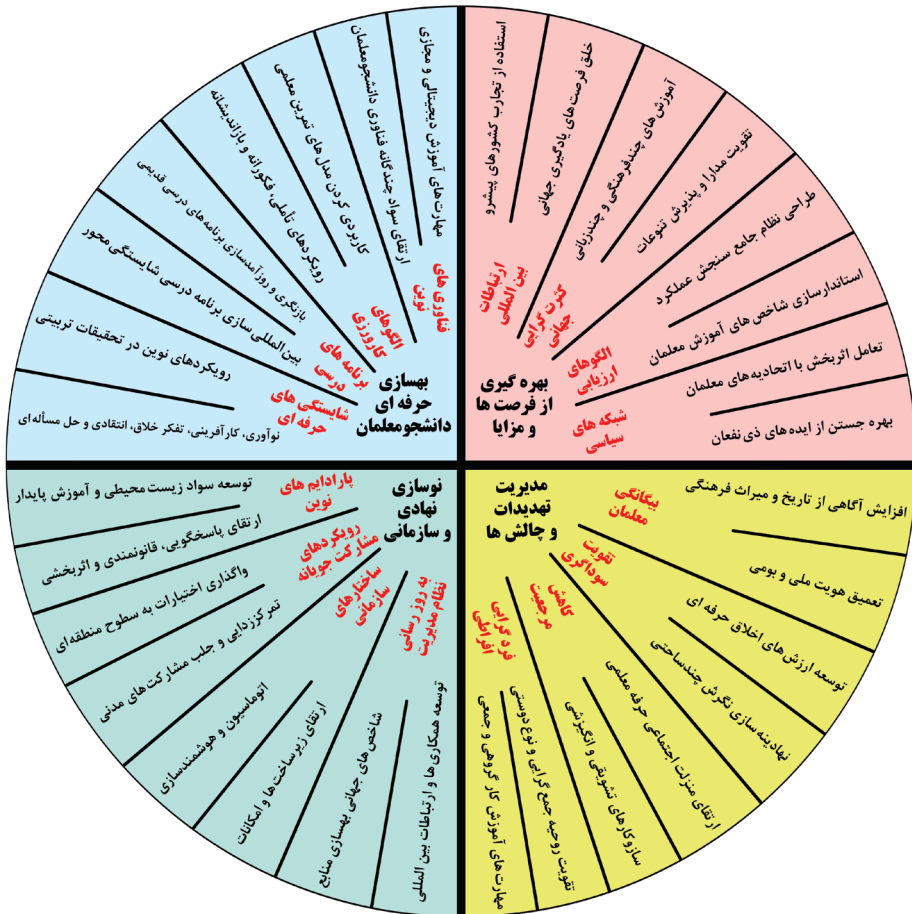 بهره گیری
از فرصت ها
و مزایا
ارتباطات
بین المللی
استفاده از تجارب کشورهای پیشرو
خلق فرصت‌های یادگیری جهانی
کثرت گرایی
جهانی
آموزش‌های چندفرهنگی و چندزبانی
تقویت مدارا و پذیرش تنوعات
الگوهای
ارزیابی
طراحی نظام جامع سنجش عملکرد
استانداردسازی شاخص های آموزش معلمان
شبکه های
سیاسی
تعامل اثربخش با اتحادیه‌های معلمان
بهره جستن از ایده‌های ذی‌نفعان
بهسازی
حرفه ای
دانشجومعلمان
فناوری های
نوین
مهارت‌های آموزش دیجیتالی و مجازی
ارتقای سواد چندگانه فناوری دانشجومعلمان
الگوهای
کارورزی
کاربردی کردن مدل های تمرین معلمی
رویکردهای تأملی، فکورانه و بازاندیشانه
برنامه های
درسی
بازنگری و روزآمدسازی برنامه‌های درسی قدیمی
بین‌المللی سازی برنامه درسی شایستگی محور
شایستگی های
حرفه ای
رویکردهای نوین در تحقیقات تربیتی
نوآوری، کارآفرینی، تفکر خلاق، انتقادی و حل مسأله‌ای
مدیریت
تهدیدات
و چالش ها
بیگانگی
معلمان
افزایش آگاهی از تاریخ و میراث فرهنگی
تعمیق هویت ملی و بومی
تقویت
سوداگری
توسعه ارزش‌های اخلاق حرفه ای
نهادینه سازی نگرش چندساحتی
کاهش
مرجعیت
ارتقای منزلت اجتماعی حرفه معلمی
سازوکارهای تشویقی و انگیزشی
فردگرایی
افراطی
تقویت روحیه جمع گرایی و نوع دوستی
مهارت‌های آموزش کار گروهی و جمعی
نوسازی
نهادی
و سازمانی
پارادایم های
نوین
توسعه سواد زیست‌محیطی و آموزش پایدار
ارتقای پاسخگویی، قانونمندی و اثربخشی
رویکردهای
مشارکت جویانه
واگذاری اختیارات به سطوح منطقه‌ای
تمرکززدایی و جلب مشارکت‌های مدنی
ساختارهای
سازمانی
اتوماسیون و هوشمندسازی
ارتقای زیرساخت‌ها و امکانات
به روز رسانی
نظام مدیریت
شاخص‌های جهانی بهسازی منابع
توسعه همکاری‌ها و ارتباطات بین المللی